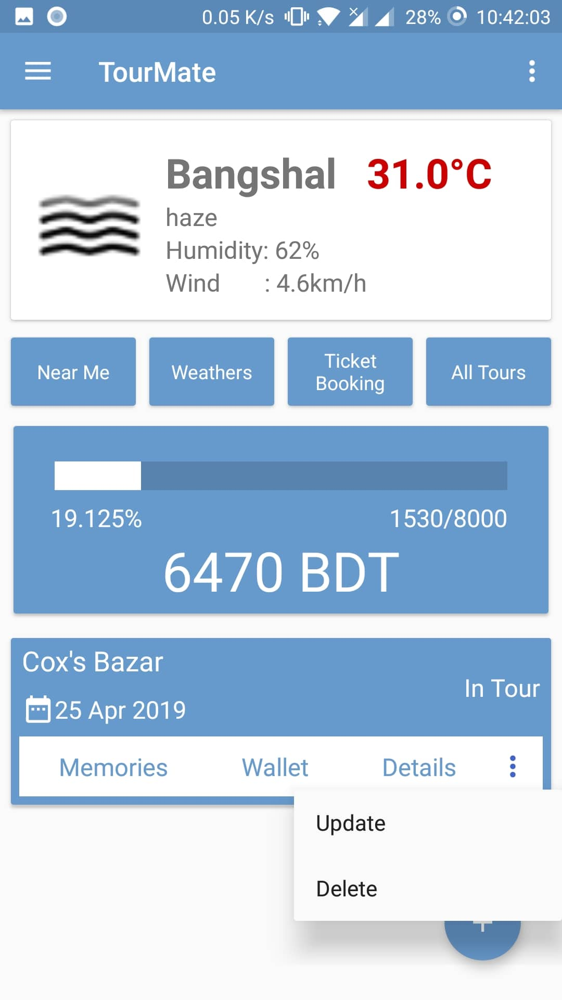 0.05 K/s 28% 10:42:03
TourMate
Bangshal 31.0°C
haze
Humidity: 62%
Wind : 4.6km/h
Near Me
Weathers
Ticket
Booking
All Tours
19.125% 1530/8000
6470 BDT
Cox's Bazar
In Tour
25 Apr 2019
Memories Wallet Details
Update
Delete